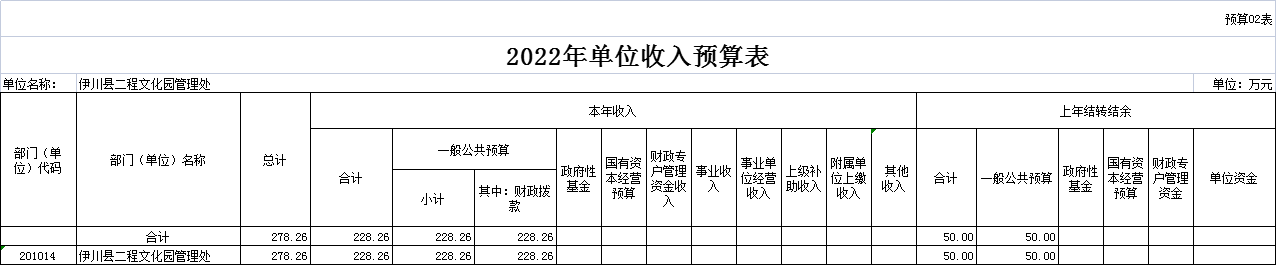 预算02表
2022年单位收入预算表
单位名称： 伊川县二程文化园管理处 单位：万元
部门（单位）代码 部门（单位）名称 总计 本年收入 上年结转结余
合计 一般公共预算 政府性基金 国有资本经营预算 财政专户管理资金收入 事业收入 事业单位经营收入 上级补助收入 附属单位上缴收入 其他收入 合计 一般公共预算 政府性基金 国有资本经营预算 财政专户管理资金 单位资金
小计 其中：财政拨款
合计 278.26 228.26 228.26 228.26 50.00 50.00
201014 伊川县二程文化园管理处 278.26 228.26 228.26 228.26 50.00 50.00